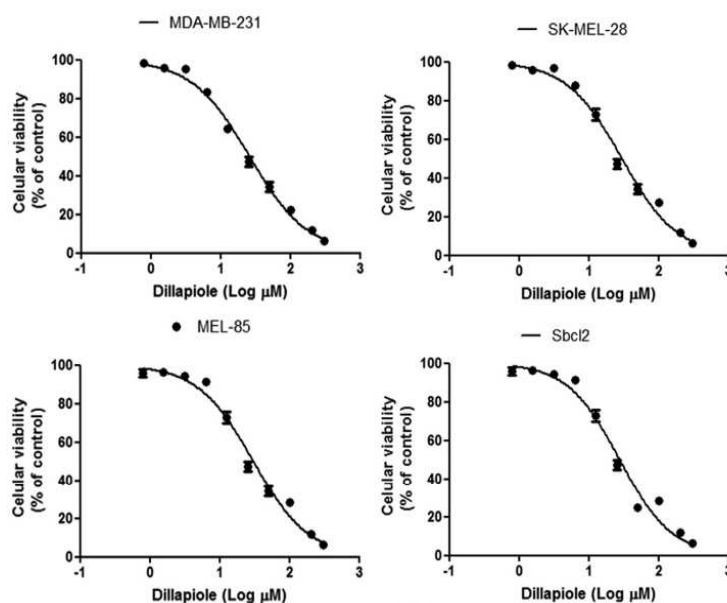 MDA-MB-231
Celular viability
(% of control)
100
80
60
40
20
0
-1 0 1 2 3
Dillapiole (Log µM)
SK-MEL-28
Celular viability
(% of control)
100
80
60
40
20
0
-1 0 1 2 3
Dillapiole (Log µM)
MEL-85
Celular viability
(% of control)
100
80
60
40
20
0
-1 0 1 2 3
Dillapiole (Log µM)
Sbcl2
Celular viability
(% of control)
100
80
60
40
20
0
-1 0 1 2 3
Dillapiole (Log µM)